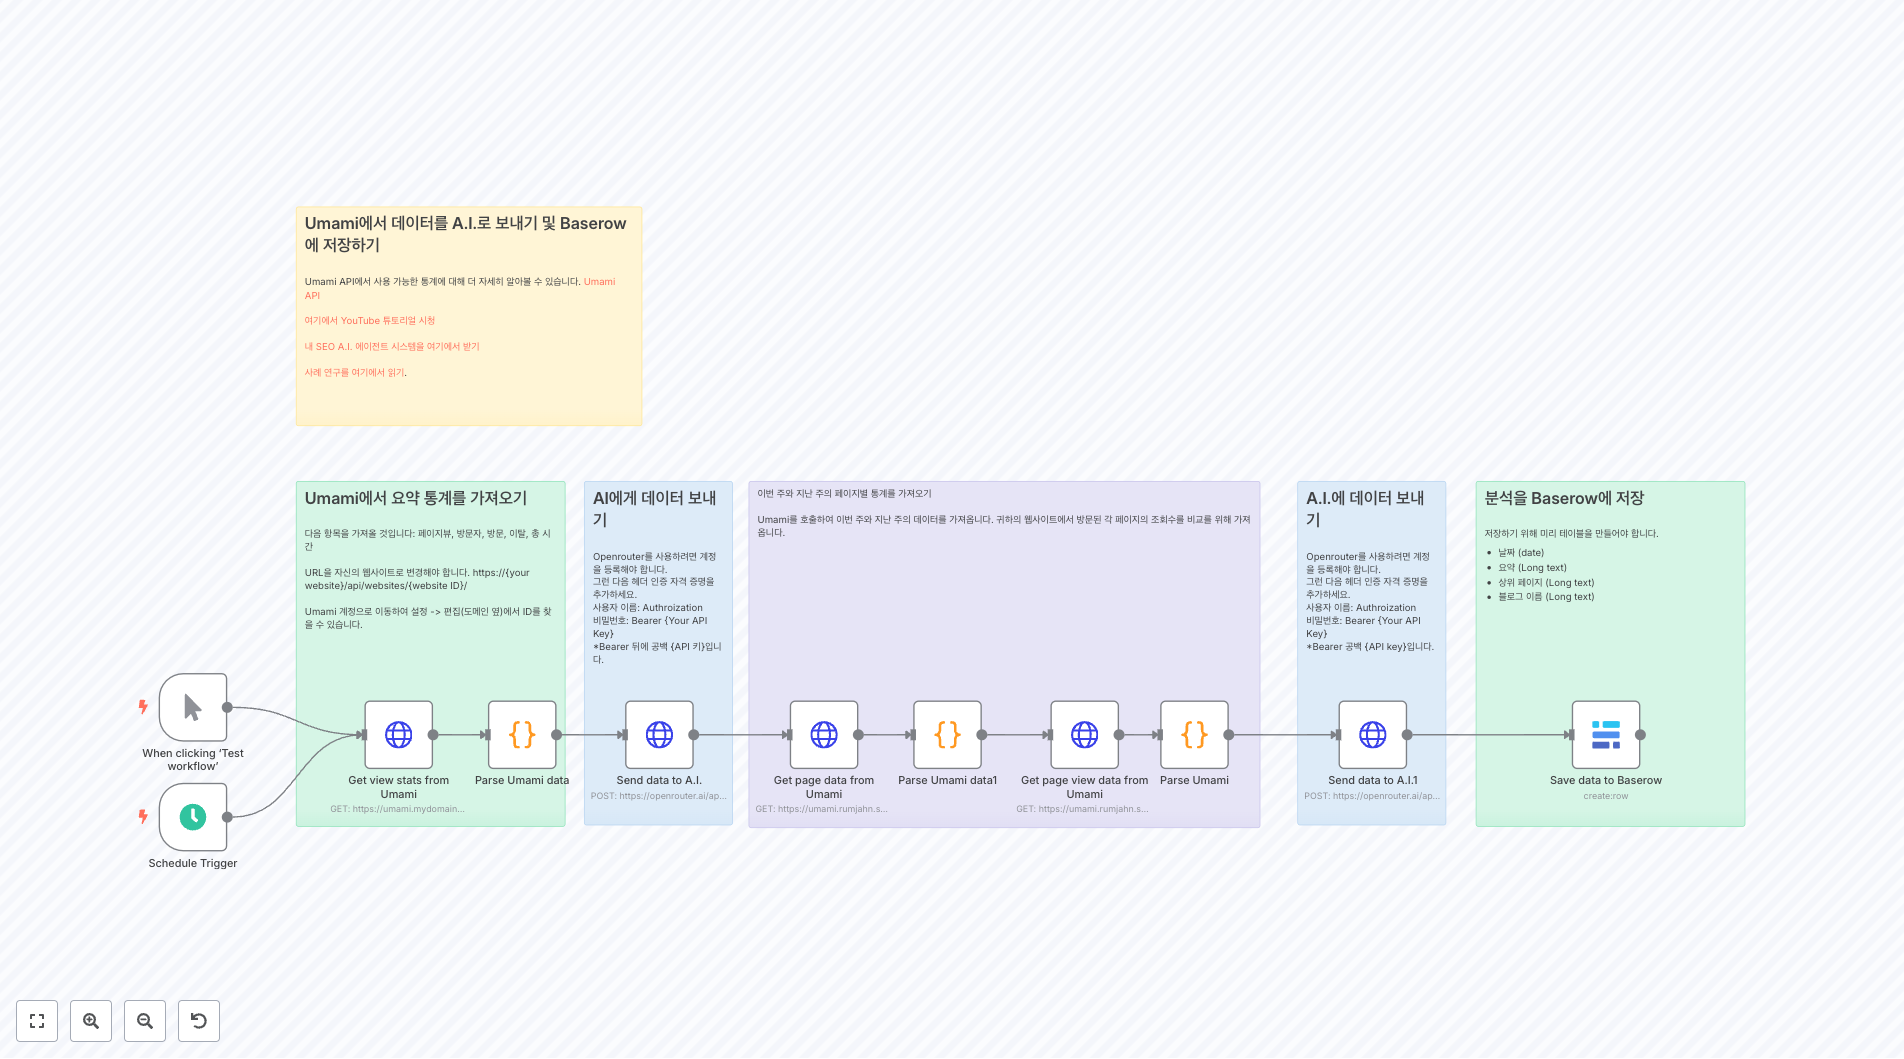 Umami에서 데이터를 A.I.로 보내기 및 Baserow
에 저장하기
Umami API에서 사용 가능한 통계에 대해 더 자세히 알아볼 수 있습니다. Umami
API
여기에서 YouTube 튜토리얼 시청
내 SEO A.I. 에이전트 시스템을 여기에서 받기
사례 연구를 여기에서 읽기.
Umami에서 요약 통계를 가져오기
다음 항목을 가져올 것입니다: 페이지뷰, 방문자, 방문, 이탈, 총 시
간
URL을 자신의 웹사이트로 변경해야 합니다. https://{your
website}/api/websites/{website ID}/
Umami 계정으로 이동하여 설정 -> 편집(도메인 옆)에서 ID를 찾
을 수 있습니다.
AI에게 데이터 보내
기
Openrouter를 사용하려면 계정
을 등록해야 합니다.
그런 다음 헤더 인증 자격 증명을
추가하세요.
사용자 이름: Authroization
비밀번호: Bearer {Your API
Key}
*Bearer 뒤에 공백 {API 키}입니
다.
이번 주와 지난 주의 페이지별 통계를 가져오기
Umami를 호출하여 이번 주와 지난 주의 데이터를 가져옵니다. 귀하의 웹사이트에서 방문된 각 페이지의 조회수를 비교를 위해 가져
옵니다.
A.I.에 데이터 보내
기
Openrouter를 사용하려면 계정
을 등록해야 합니다.
그런 다음 헤더 인증 자격 증명을
추가하세요.
사용자 이름: Authroization
비밀번호: Bearer {Your API
Key}
*Bearer 공백 {API key}입니다.
분석을 Baserow에 저장
저장하기 위해 미리 테이블을 만들어야 합니다.
• 날짜 (date)
• 요약 (Long text)
• 상위 페이지 (Long text)
• 블로그 이름 (Long text)
When clicking ‘Test
workflow’
Schedule Trigger
Get view stats from
Umami
GET: https://umami.mydomain...
Parse Umami data
Send data to A.I.
POST: https://openrouter.ai/ap...
Get page data from
Umami
GET: https://umami.rumjahn.s...
Parse Umami data1
Get page view data from
Umami
GET: https://umami.rumjahn.s...
Parse Umami
Send data to A.I.1
POST: https://openrouter.ai/ap...
Save data to Baserow
create:row